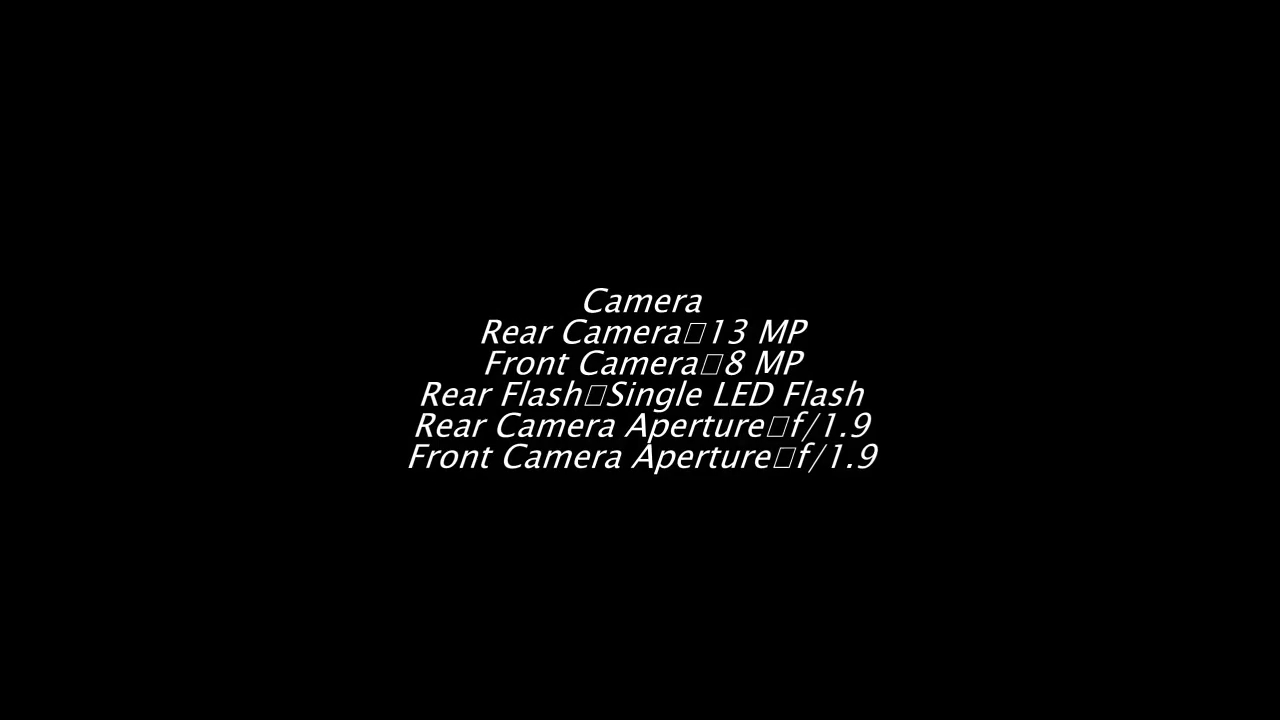 Camera
Rear Camera□13 MP
Front Camera□8 MP
Rear Flash□Single LED Flash
Rear Camera Aperture□f/1.9
Front Camera Aperture□f/1.9